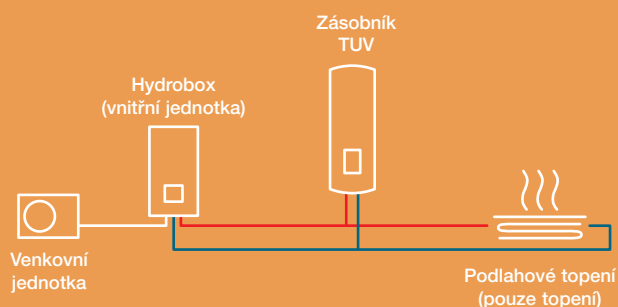 Zásobník
TUV
Hydrobox
(vnitřní jednotka)
Venkovní
jednotka
Podlahové topení
(pouze topení)